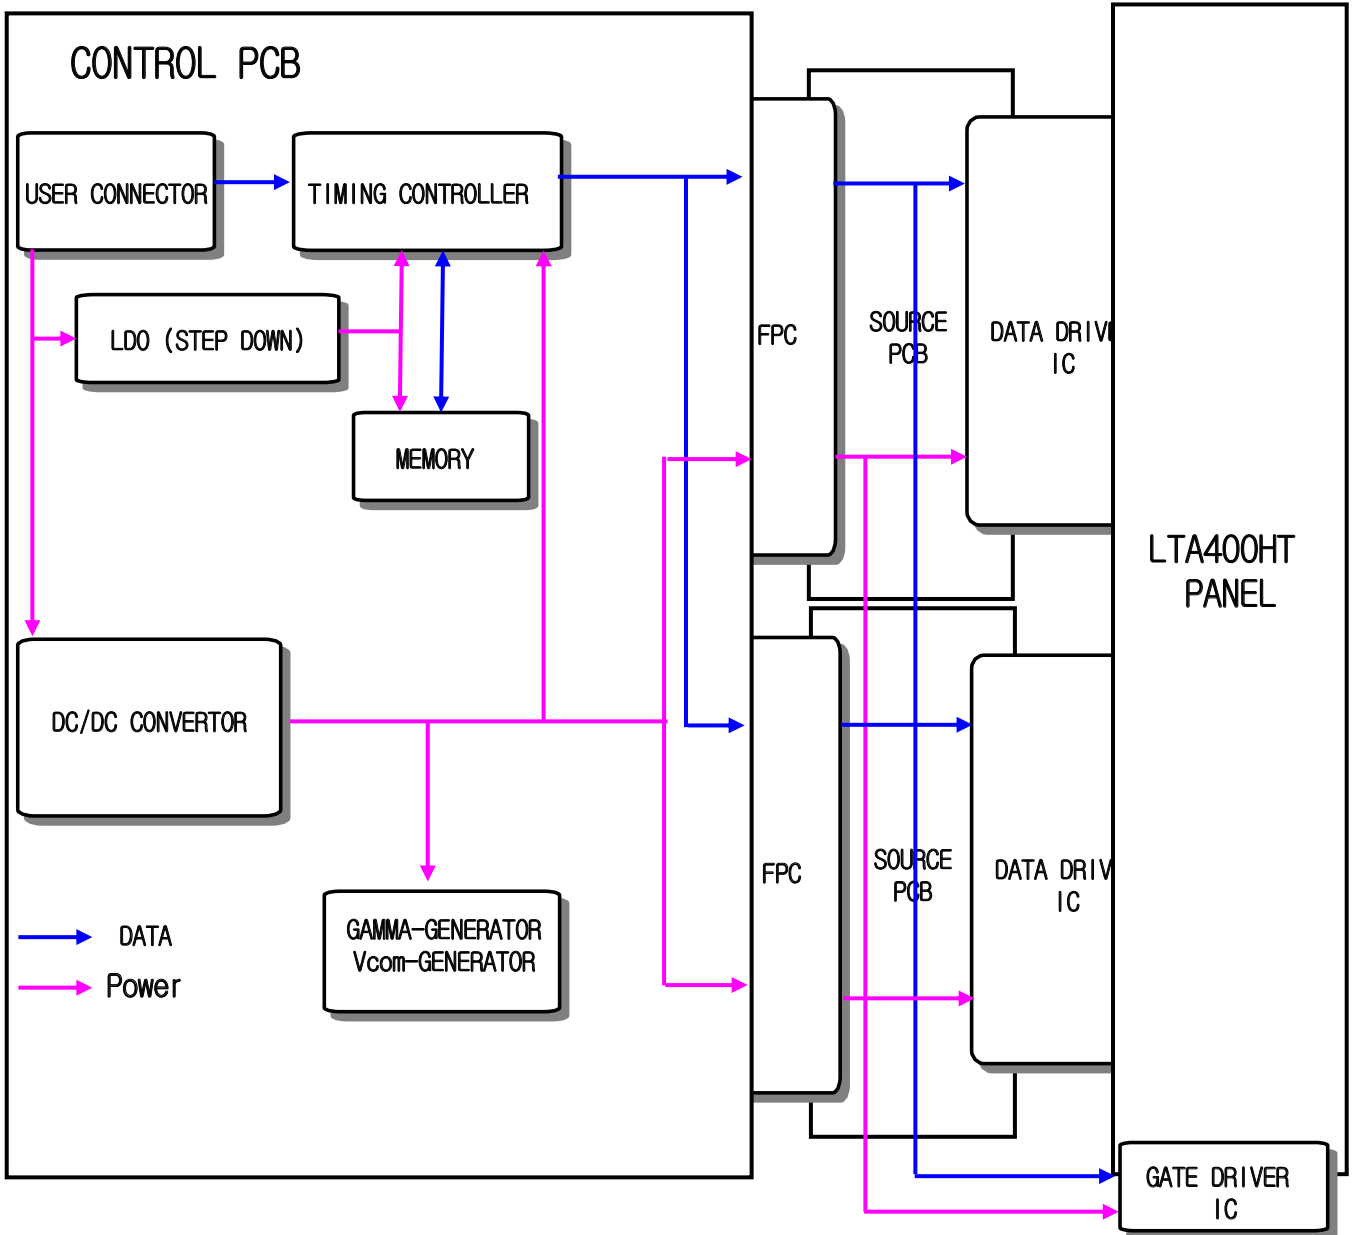 CONTROL PCB
USER CONNECTOR
TIMING CONTROLLER
LDO (STEP DOWN)
MEMORY
DC/DC CONVERTOR
GAMMA-GENERATOR
Vcom-GENERATOR
DATA
Power
FPC
SOURCE
PCB
DATA DRIV
IC
FPC
SOURCE
PCB
DATA DRIV
IC
LTA400HT
PANEL
GATE DRIVER
IC